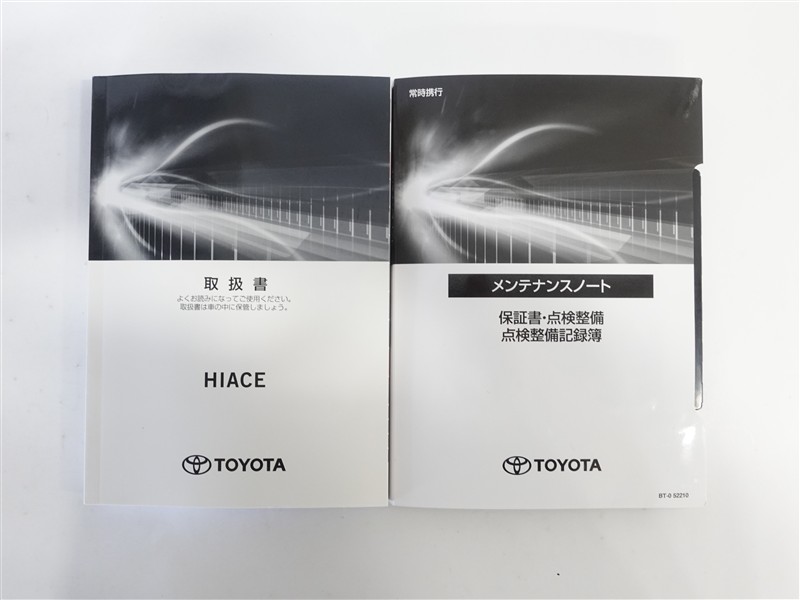 取扱書
よくお読みになってご使用ください。
取扱書は車の中に保管しましょう。
HIACE
TOYOTA
常時携行
メンテナンスノート
保証書・点検整備
点検整備記録簿
TOYOTA
BT-0 52210